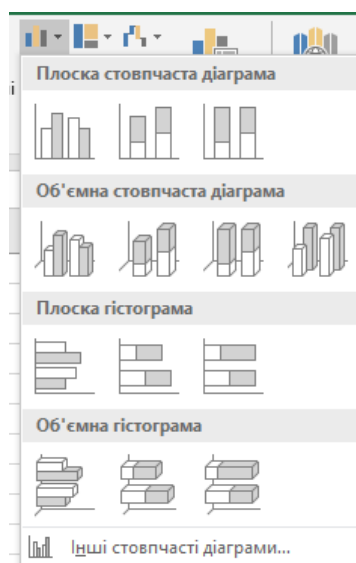 і
Плоска стовпчаста діаграма
Об'ємна стовпчаста діаграма
Плоска гістограма
Об'ємна гістограма
Інші стовпчасті діаграми...